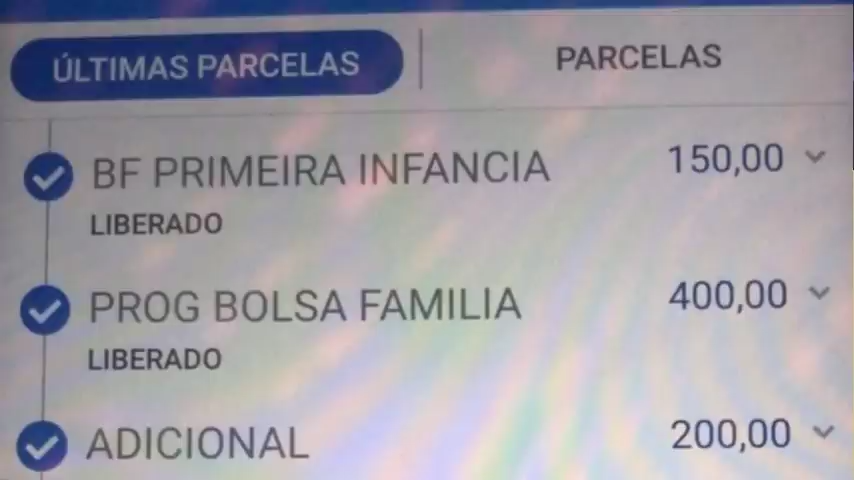 ÚLTIMAS PARCELAS
PARCELAS
BF PRIMEIRA INFANCIA 150,00
LIBERADO
PROG BOLSA FAMILIA 400,00
LIBERADO
ADICIONAL 200,00